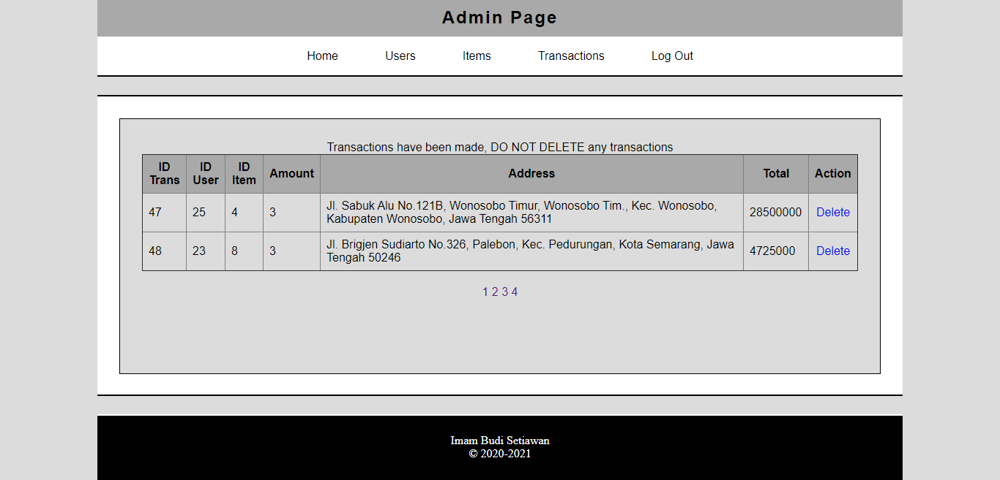 Admin Page
Home Users Items Transactions Log Out
Transactions have been made, DO NOT DELETE any transactions
ID Trans ID User ID Item Amount Address Total Action
47 25 4 3 Jl. Sabuk Alu No.121B, Wonosobo Timur, Wonosobo Tim., Kec. Wonosobo, 28500000 Delete
Kabupaten Wonosobo, Jawa Tengah 56311
48 23 8 3 Jl. Brigjen Sudiarto No.326, Palebon, Kec. Pedurungan, Kota Semarang, Jawa 4725000 Delete
Tengah 50246
1 2 3 4
Imam Budi Setiawan
© 2020-2021